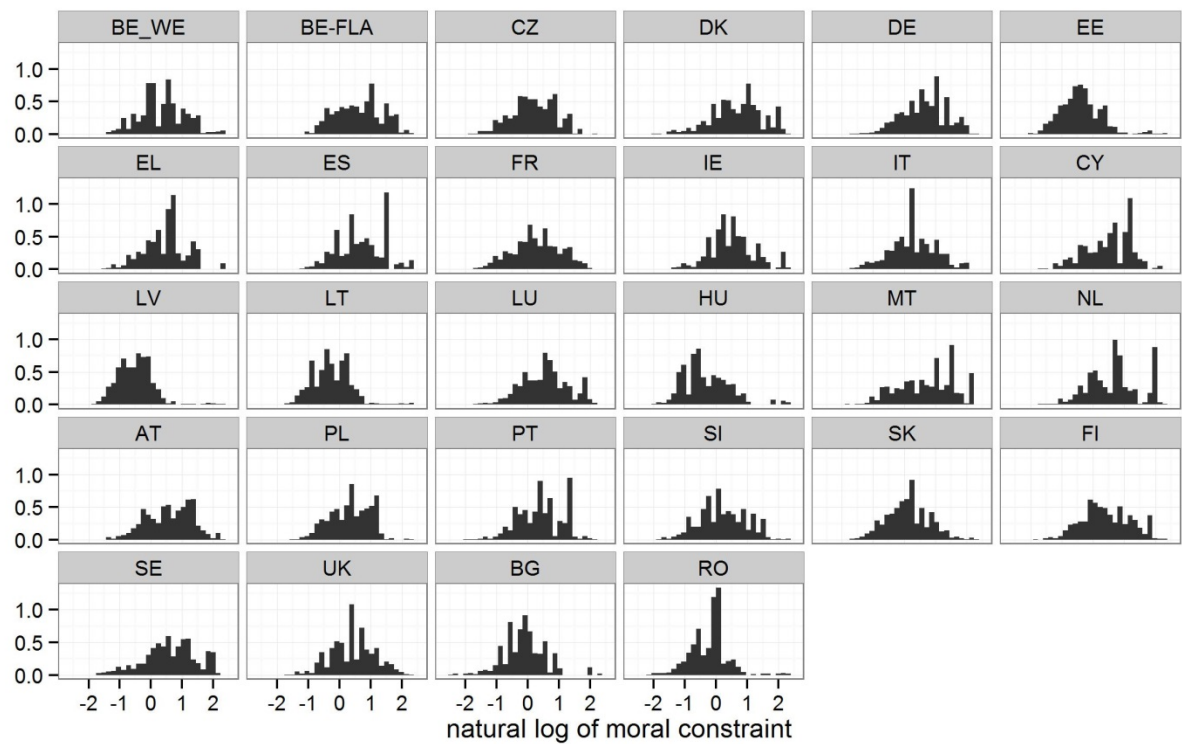 BE_WE BE-FLA CZ DK DE EE
1.0
0.5
0.0
EL ES FR IE IT CY
1.0
0.5
0.0
LV LT LU HU MT NL
1.0
0.5
0.0
AT PL PT SI SK FI
1.0
0.5
0.0
SE UK BG RO
1.0
0.5
0.0
-2 -1 0 1 2 -2 -1 0 1 2 -2 -1 0 1 2 -2 -1 0 1 2
natural log of moral constraint